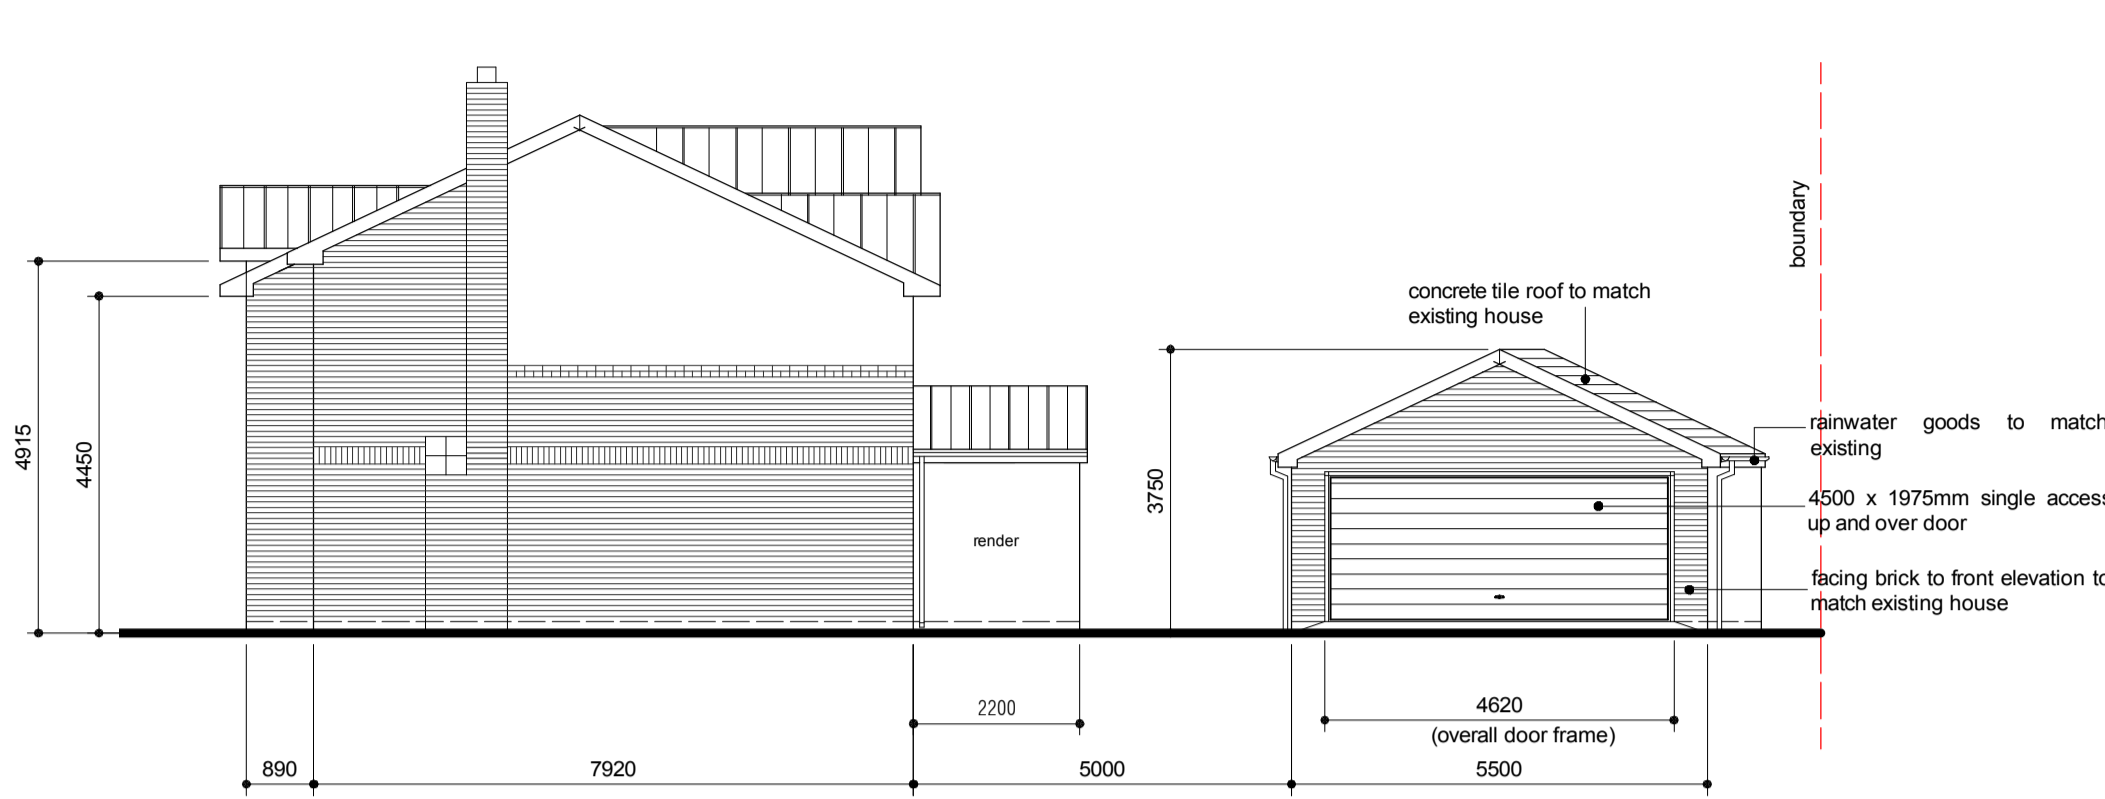 boundary
concrete tile roof to match
existing house
rainwater goods to match
existing
4500 x 1975mm single access
up and over door
facing brick to front elevation to
match existing house
render
4915
4450
3750
2200
4620
(overall door frame)
890
7920
5000
5500